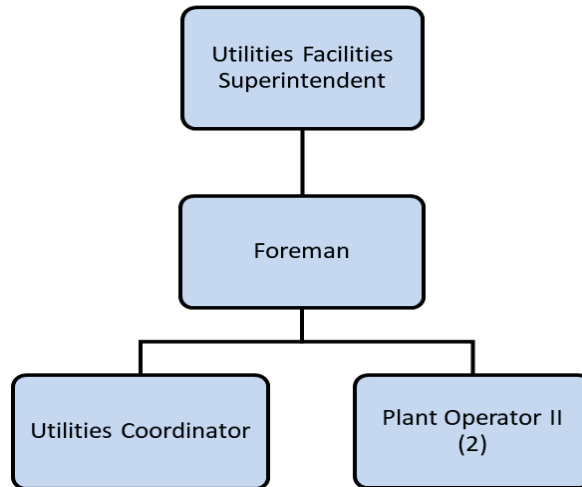 Utilities Facilities
Superintendent
Foreman
Utilities Coordinator
Plant Operator II
(2)